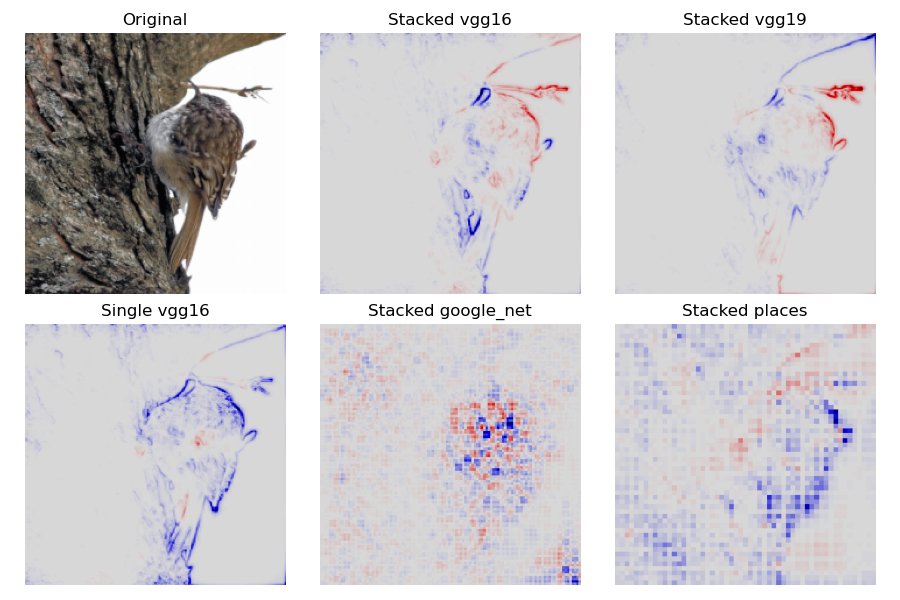 Original
Stacked vgg16
Stacked vgg19
Single vgg16
Stacked google_net
Stacked places